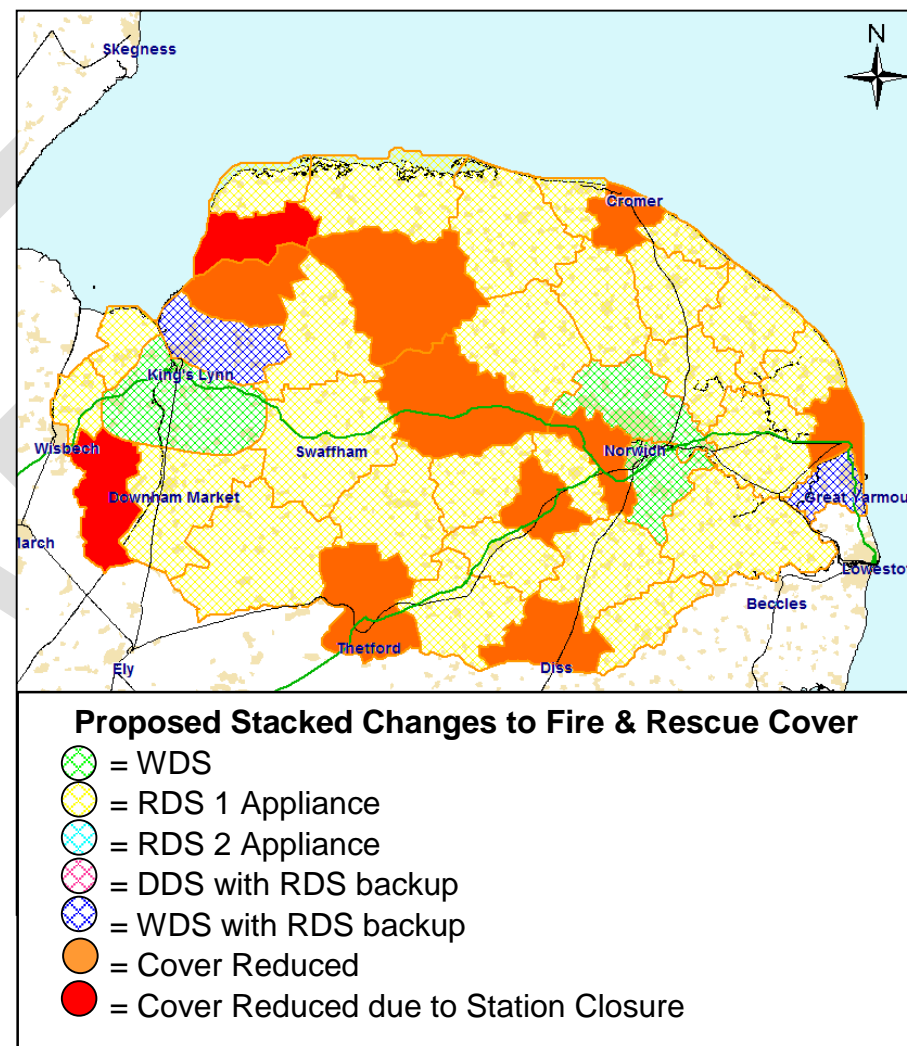 Skegness
N
Cromer
King's Lynn
Wisbech
Swaffham
Norwich
Downham Market
Great Yarmou
March
Lowestof
Beccles
Thetford
Diss
Ely
Proposed Stacked Changes to Fire & Rescue Cover
= WDS
= RDS 1 Appliance
= RDS 2 Appliance
= DDS with RDS backup
= WDS with RDS backup
= Cover Reduced
= Cover Reduced due to Station Closure